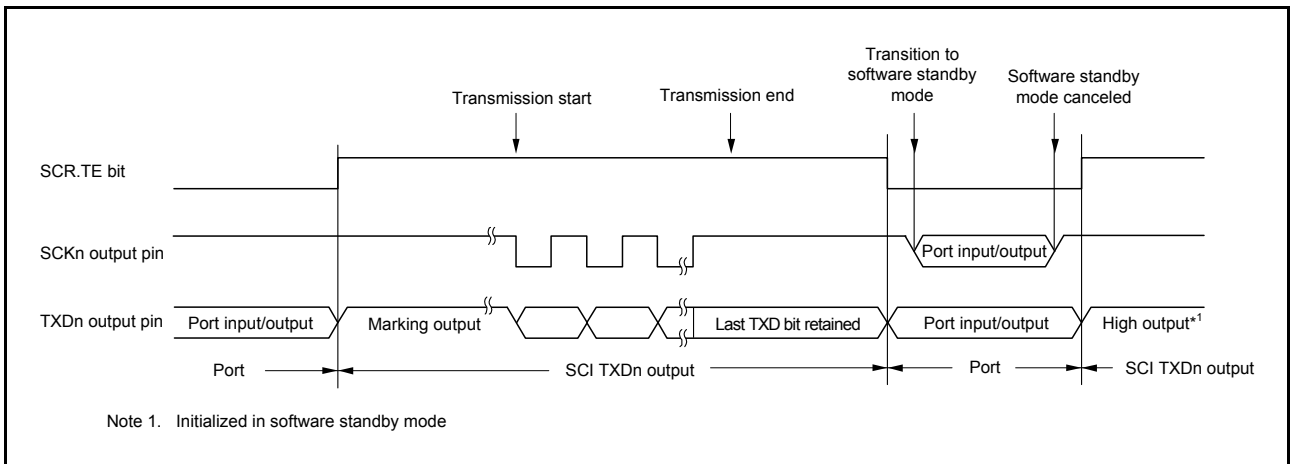 Transition to
software standby
mode
Software standby
mode canceled
Transmission start
Transmission end
SCR.TE bit
SCKn output pin
Port input/output
TXDn output pin
Port input/output
Marking output
Last TXD bit retained
Port input/output
High output*1
Port
SCI TXDn output
Port
SCI TXDn output
Note 1. Initialized in software standby mode